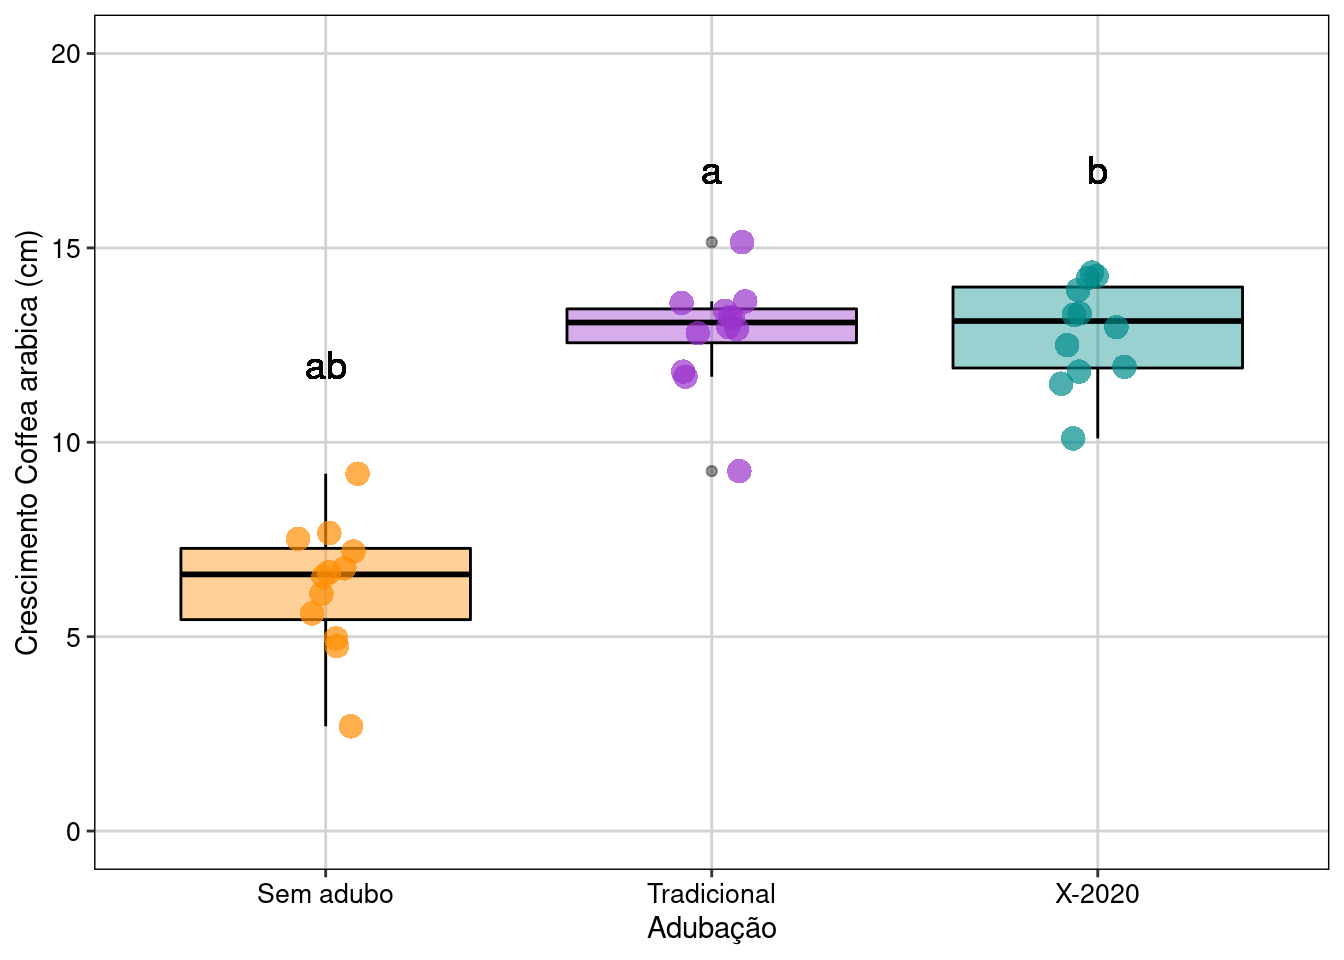 20
a
b
15
ab
10
5
0
Crescimento Coffea arabica (cm)
Sem adubo
Tradicional
X-2020
Adubação